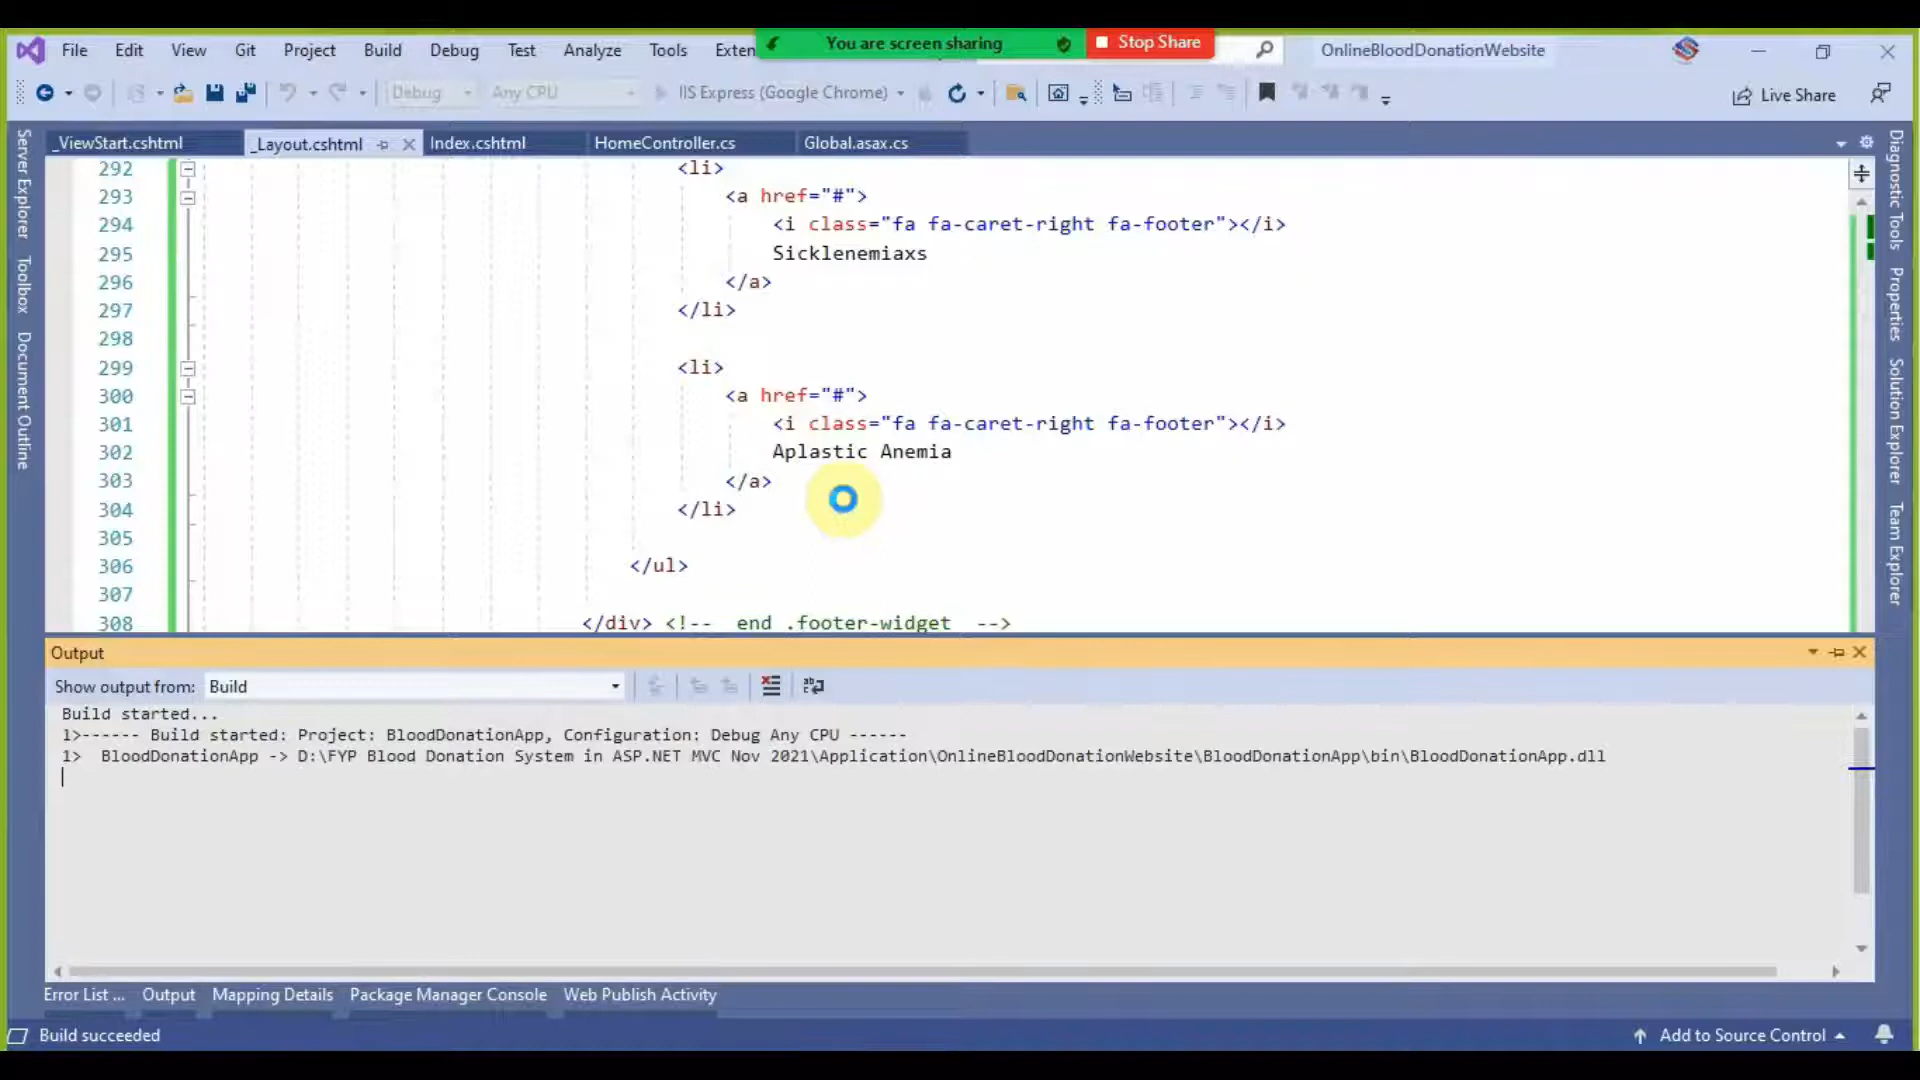 File Edit View Git Project Build Debug Test Analyze Tools Exten
You are screen sharing Stop Share
OnlineBloodDonationWebsite
Debug Any CPU IIS Express (Google Chrome) Live Share
_ViewStart.cshtml _Layout.cshtml Index.cshtml HomeController.cs Global.asax.cs
Server Explorer
Toolbox
Document Outline
292 <li>
293 <a href="#">
294 <i class="fa fa-caret-right fa-footer"></i>
295 Sicklenemiaxs
296 </a>
297 </li>
298
299 <li>
300 <a href="#">
301 <i class="fa fa-caret-right fa-footer"></i>
302 Aplastic Anemia
303 </a>
304 </li>
305
306 </ul>
307
308 </div> <!-- end .footer-widget -->
Diagnostic Tools
Properties
Solution Explorer
Team Explorer
Output
Show output from: Build
Build started...
1>------ Build started: Project: BloodDonationApp, Configuration: Debug Any CPU ------
1> BloodDonationApp -> D:\FYP Blood Donation System in ASP.NET MVC Nov 2021\Application\OnlineBloodDonationWebsite\BloodDonationApp\bin\BloodDonationApp.dll
Error List ... Output Mapping Details Package Manager Console Web Publish Activity
Build succeeded Add to Source Control